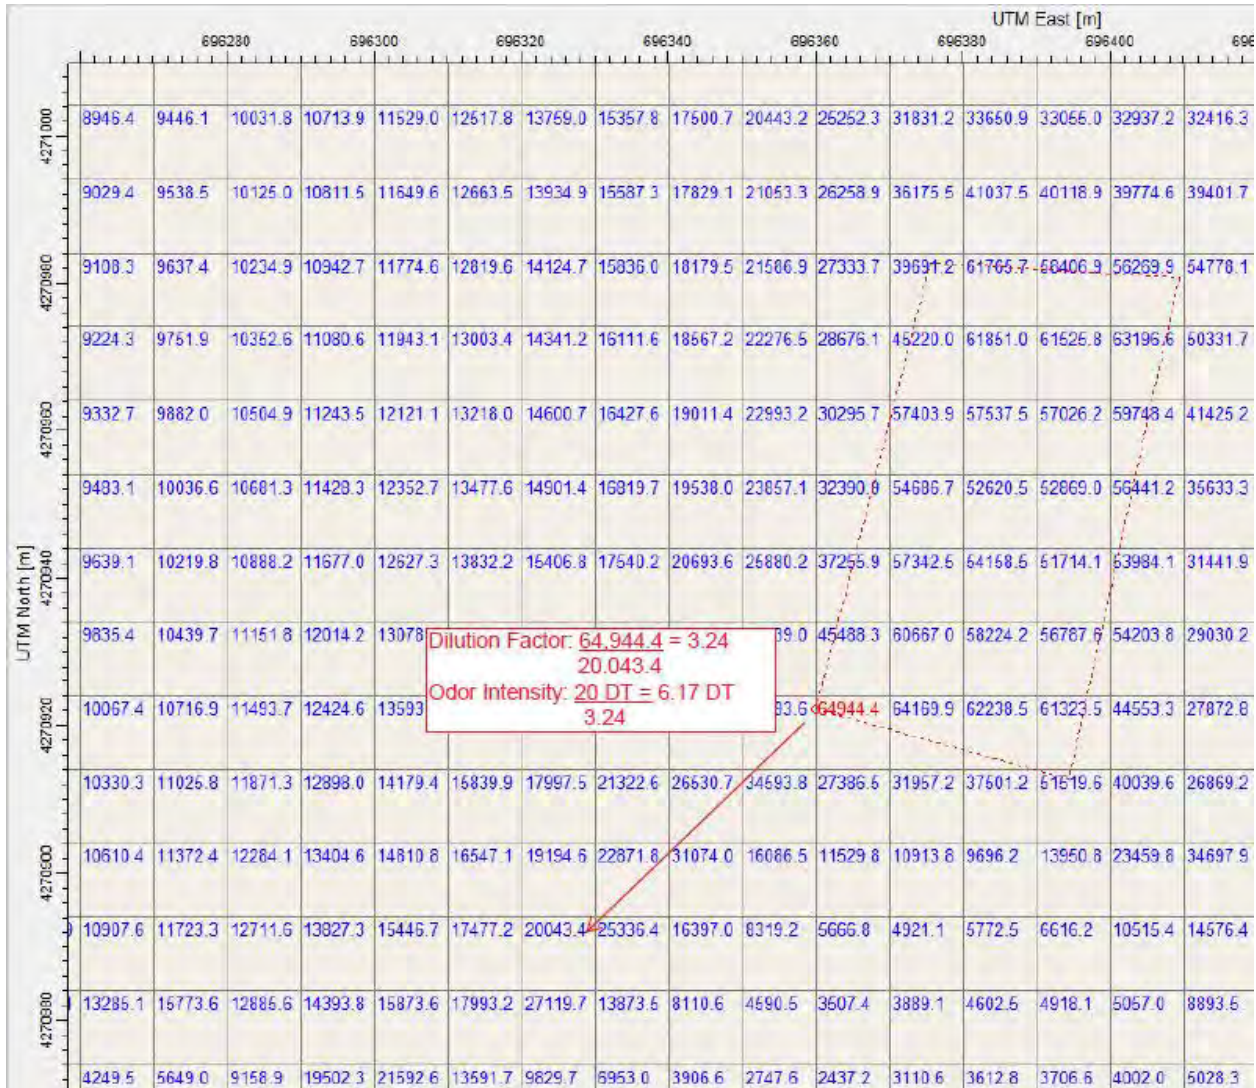 UTM East [m]
696280 696300 696320 696340 696360 696380 696400 696
4271000
8946.4 9446.1 10031.8 10713.9 11529.0 12517.8 13759.0 15357.8 17500.7 20443.2 25252.3 31831.2 33650.9 33055.0 32937.2 32416.3
9029.4 9538.5 10125.0 10811.5 11649.6 12663.5 13934.9 15587.3 17829.1 21053.3 26258.9 36175.5 41037.5 40118.9 39774.6 39401.7
4270980
9108.3 9637.4 10234.9 10942.7 11774.6 12819.6 14124.7 15836.0 18179.5 21586.9 27333.7 39691.2 61765.7 58406.9 56269.9 54778.1
9224.3 9751.9 10352.6 11080.6 11943.1 13003.4 14341.2 16111.6 18567.2 22276.5 28676.1 45220.0 61851.0 61525.8 63196.6 50331.7
4270960
9332.7 9882.0 10504.9 11243.5 12121.1 13218.0 14600.7 16427.6 19011.4 22993.2 30295.7 57403.9 57537.5 57026.2 59748.4 41425.2
9483.1 10036.6 10681.3 11428.3 12352.7 13477.6 14901.4 16819.7 19538.0 23857.1 32390.0 54686.7 52620.5 52869.0 56441.2 35633.3
UTM North [m]
4270940
9639.1 10219.8 10888.2 11677.0 12627.3 13832.2 15406.8 17540.2 20693.6 25880.2 37255.9 57342.5 54158.5 51714.1 53984.1 31441.9
9835.4 10439.7 11151.8 12014.2 13078 39.0 45488.3 60667.0 58224.2 56787.6 54203.8 29030.2
Dilution Factor: 64,944.4 = 3.24
20.043.4
Odor Intensity: 20 DT = 6.17 DT
3.24
4270920
10067.4 10716.9 11493.7 12424.6 13593 93.6 64944.4 64169.9 62238.5 61323.5 44553.3 27872.8
10330.3 11025.8 11871.3 12898.0 14179.4 15839.9 17997.5 21322.6 26530.7 34593.8 27386.5 31957.2 37501.2 51519.6 40039.6 26869.2
4270900
10610.4 11372.4 12284.1 13404.6 14810.8 16547.1 19194.6 22871.8 31074.0 16086.5 11529.8 10913.8 9696.2 13950.8 23459.8 34697.9
10907.6 11723.3 12711.6 13827.3 15446.7 17477.2 20043.4 25336.4 16397.0 8319.2 5666.8 4921.1 5772.5 6616.2 10515.4 14576.4
4270880
13285.1 15773.6 12885.6 14393.8 15873.6 17993.2 27119.7 13873.5 8110.6 4590.5 3507.4 3889.1 4602.5 4918.1 5057.0 8893.5
4249.5 5649.0 9158.9 19502.3 21592.6 13591.7 9829.7 6953.0 3906.6 2747.6 2437.2 3110.6 3612.8 3706.6 4002.0 5028.3